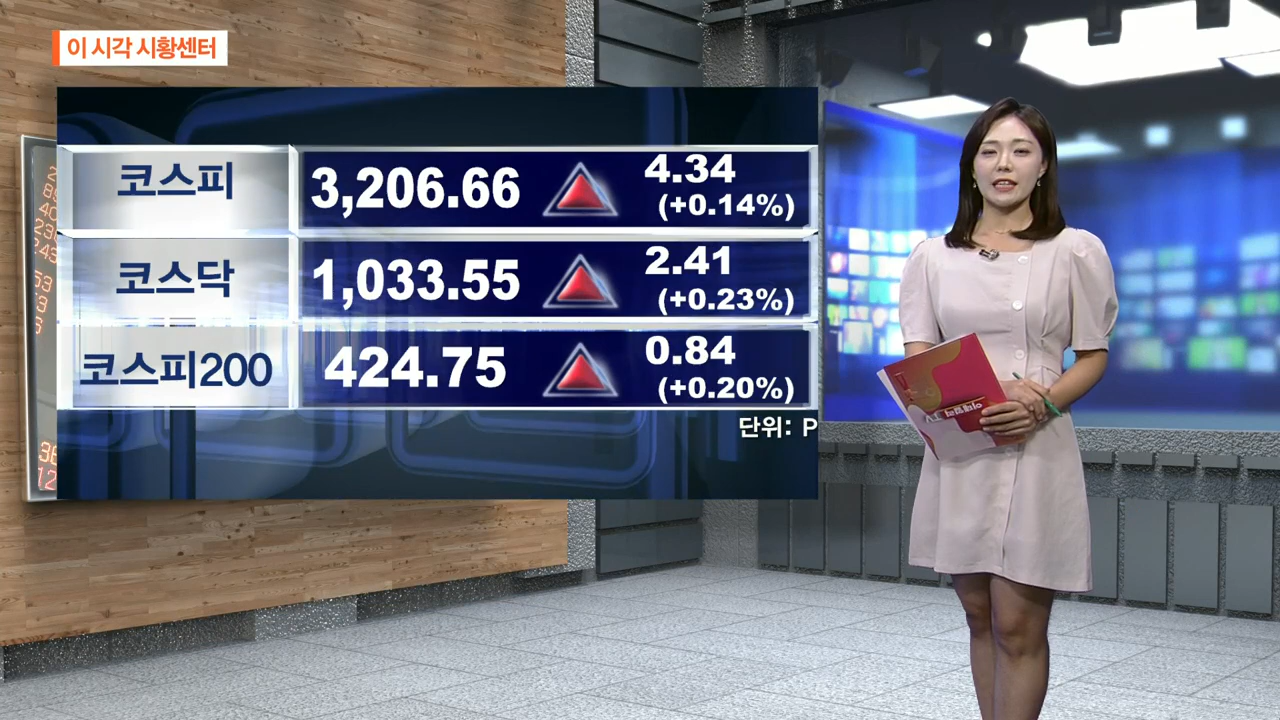 이 시각 시황센터
코스피 3,206.66 4.34
(+0.14%)
코스닥 1,033.55 2.41
(+0.23%)
코스피200 424.75 0.84
(+0.20%)
단위: P